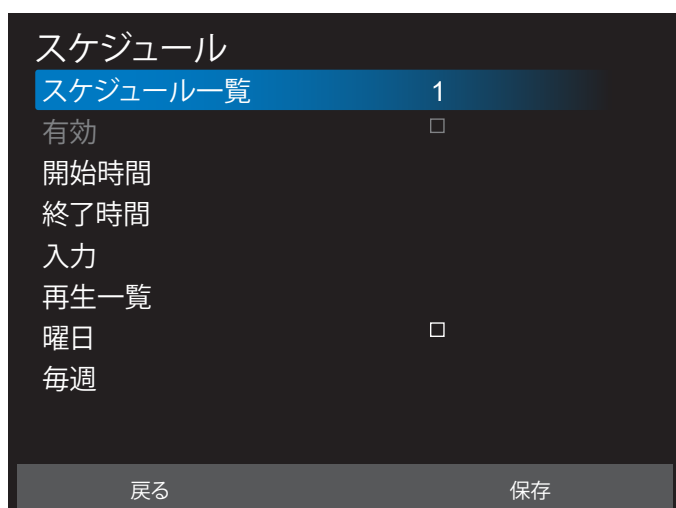 スケジュール
スケジュール一覧 1
有効 □
開始時間
終了時間
入力
再生一覧
曜日 □
毎週
戻る 保存